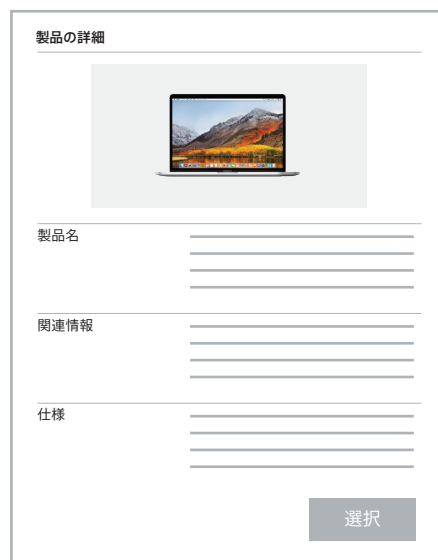 製品の詳細
製品名
関連情報
仕様
選択